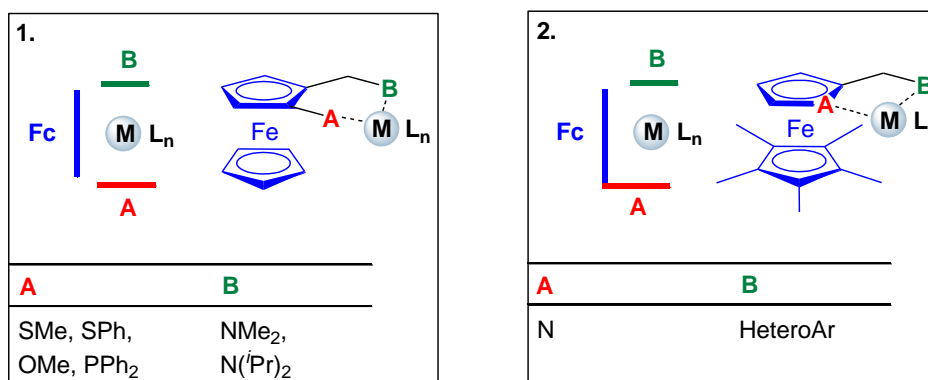 1.
B
B
Fc
M
Ln
A
M
Ln
Fe
A
A
B
SMe, SPh,
NMe2,
OMe, PPh2
N(iPr)2
2.
B
B
Fc
M
Ln
A
M
L
Fe
A
A
B
N
HeteroAr